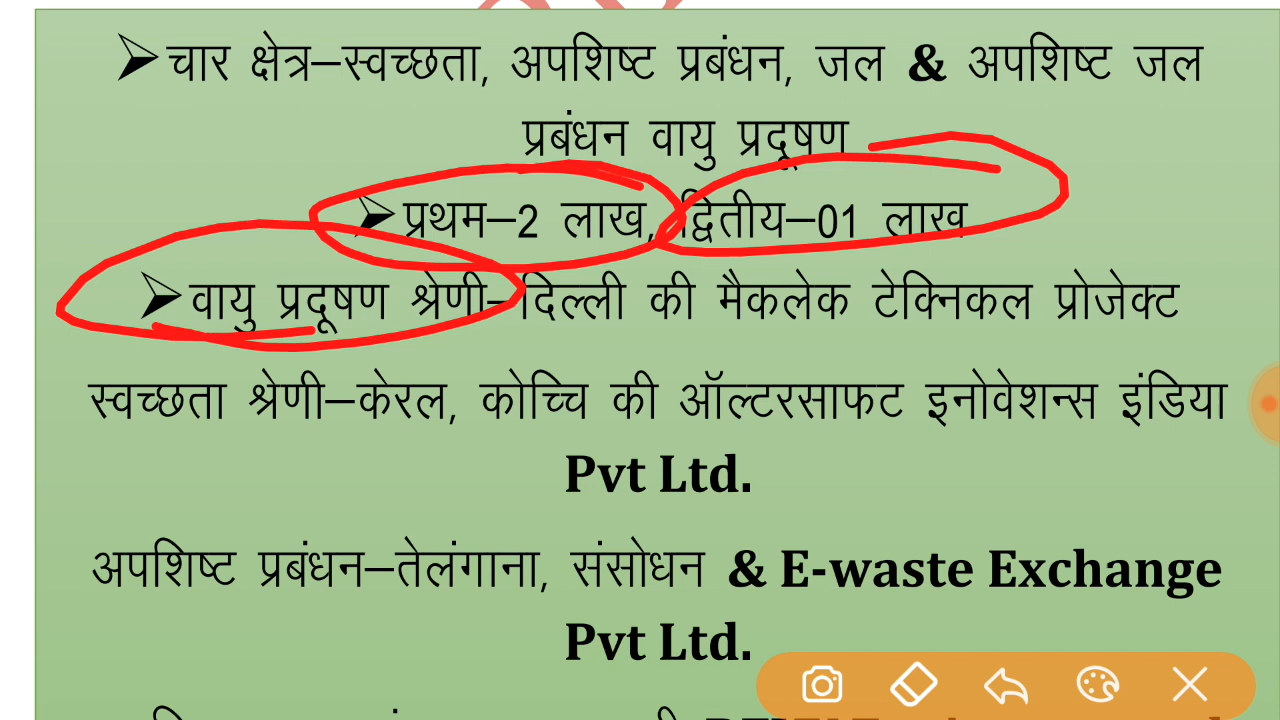 चार क्षेत्र–स्वच्छता, अपशिष्ट प्रबंधन, जल & अपशिष्ट जल
प्रबंधन वायु प्रदूषण
प्रथम–2 लाख, द्वितीय–01 लाख
वायु प्रदूषण श्रेणी–दिल्ली की मैकलेक टेक्निकल प्रोजेक्ट
स्वच्छता श्रेणी–केरल, कोच्चि की ऑल्टरसाफट इनोवेशन्स इंडिया
Pvt Ltd.
अपशिष्ट प्रबंधन–तेलंगाना, संसोधन & E-waste Exchange
Pvt Ltd.